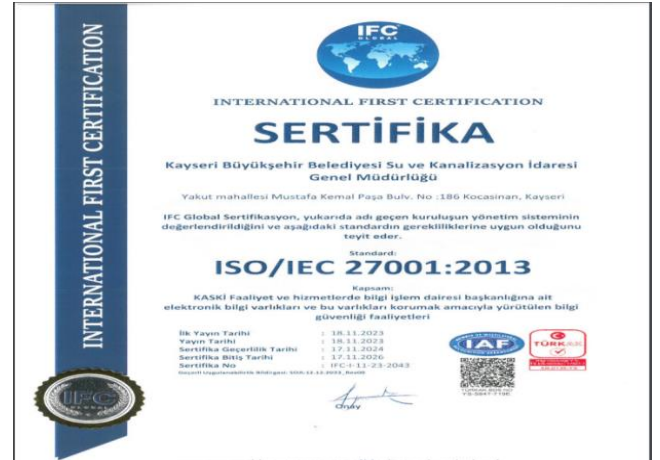 INTERNATIONAL FIRST CERTIFICATION
IFC
GLOBAL
INTERNATIONAL FIRST CERTIFICATION
SERTİFİKA
Kayseri Büyükşehir Belediyesi Su ve Kanalizasyon İdaresi
Genel Müdürlüğü
Yakut mahallesi Mustafa Kemal Paşa Bulv. No :186 Kocasinan, Kayseri
IFC Global Sertifikasyon, yukarıda adı geçen kuruluşun yönetim sisteminin
değerlendirildiğini ve aşağıdaki standardın gerekliliklerine uygun olduğunu
teyit eder.
Standard:
ISO/IEC 27001:2013
Kapsam:
KASKİ Faaliyet ve hizmetlerde bilgi işlem dairesi başkanlığına ait
elektronik bilgi varlıkları ve bu varlıkları korumak amacıyla yürütülen bilgi
güvenliği faaliyetleri
İlk Yayın Tarihi : 18.11.2023
Yayın Tarihi : 18.11.2023
Sertifika Geçerlilik Tarihi : 17.11.2024
Sertifika Bitiş Tarihi : 17.11.2026
Sertifika No : IFC-I-11-23-2043
Onay
IAF
TÜRKAK
IFC
GLOBAL